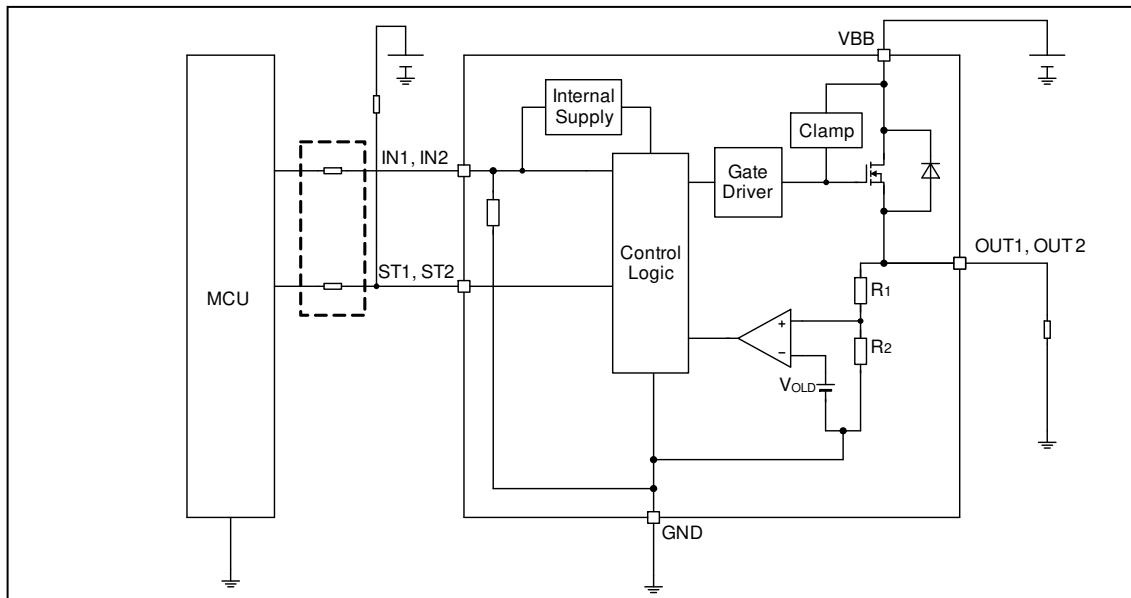 VBB
Internal
Supply
Clamp
IN1, IN2
Gate
Driver
Control
Logic
OUT1, OUT 2
ST1, ST2
MCU
R1
+
R2
−
VOLD
GND